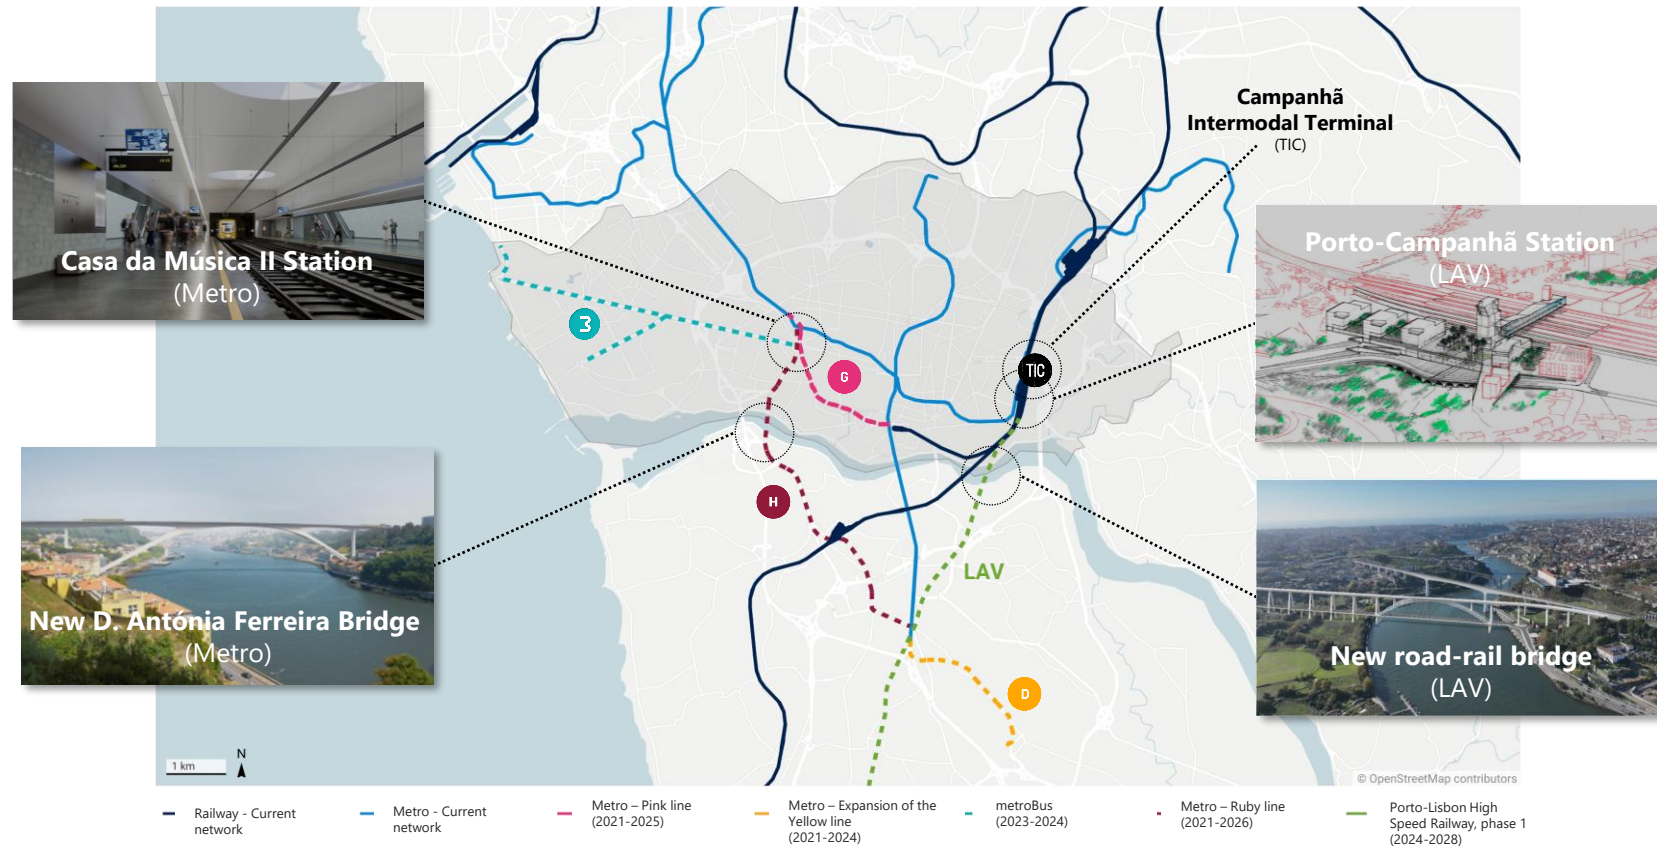 Campanhã
Intermodal Terminal
(TIC)
Casa da Música II Station
(Metro)
Porto-Campanhã Station
(LAV)
3
G
TIC
H
LAV
D
New D. Antónia Ferreira Bridge
(Metro)
New road-rail bridge
(LAV)
1 km
N
© OpenStreetMap contributors
Railway - Current
network
Metro - Current
network
Metro – Pink line
(2021-2025)
Metro – Expansion of the
Yellow line
(2021-2024)
metroBus
(2023-2024)
Metro – Ruby line
(2021-2026)
Porto-Lisbon High
Speed Railway, phase 1
(2024-2028)